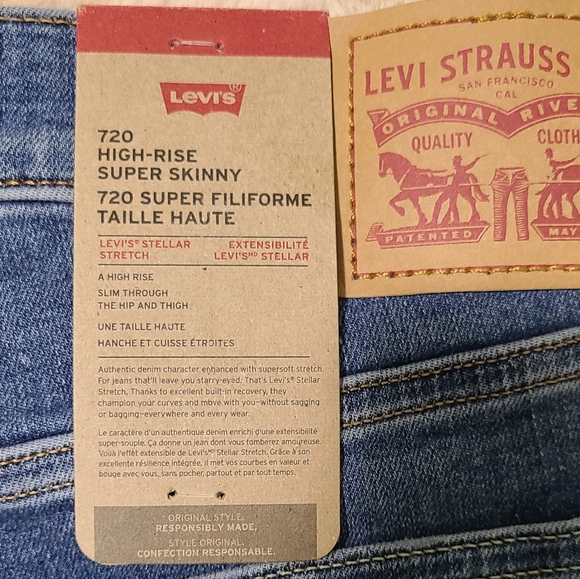 LEVI'S®
720
HIGH-RISE
SUPER SKINNY
720 SUPER FILIFORME
TAILLE HAUTE
LEVI'S® STELLAR
STRETCH
EXTENSIBILITÉ
LEVI'Sᴹᴰ STELLAR
A HIGH RISE
SLIM THROUGH
THE HIP AND THIGH
UNE TAILLE HAUTE
HANCHE ET CUISSE ÉTROITES
Authentic denim character enhanced with supersoft stretch.
For jeans that'll leave you starry-eyed. That's Levi's® Stellar
Stretch. Thanks to excellent built-in recovery, they
champion your curves and move with you—without sagging
or bagging—everywhere and every wear.
Le caractère d'un authentique denim enrichi d'une extensibilité
super-souple. Ça donne un jean dont vous tomberez amoureuse.
Voilà l'effet extensible de Levi'sᴹᴰ Stellar Stretch. Grâce à son
excellente résilience intégrée, il met vos courbes en valeur et
bouge avec vous, sans pocher, partout et par tout temps.
ORIGINAL STYLE.
RESPONSIBLY MADE.
STYLE ORIGINAL.
CONFECTION RESPONSABLE.
LEVI STRAUSS
SAN FRANCISCO
CAL
ORIGINAL RIVE
QUALITY CLOTH
PATENTED MAY